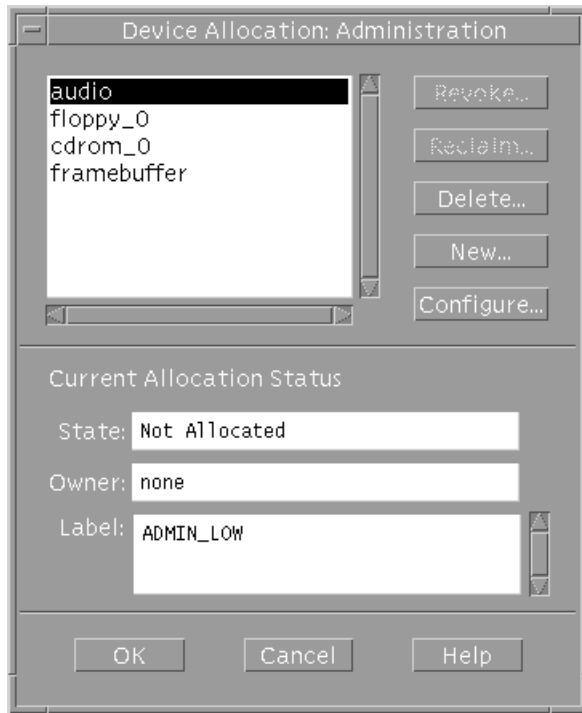 Device Allocation: Administration
audio
floppy_0
cdrom_0
framebuffer
Revoke...
Reclaim...
Delete...
New...
Configure...
Current Allocation Status
State: Not Allocated
Owner: none
Label: ADMIN_LOW
OK Cancel Help